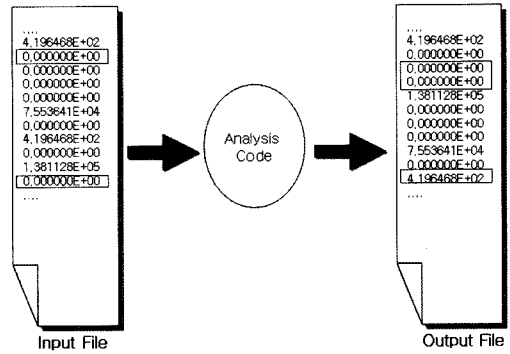 ....
4.196468E+02
0.000000E+00
0.000000E+00
0.000000E+00
0.000000E+00
7.553641E+04
0.000000E+00
4.196468E+02
0.000000E+00
1.381128E+05
0.000000E+00
....
Input File
Analysis
Code
....
4.196468E+02
0.000000E+00
0.000000E+00
0.000000E+00
1.381128E+05
0.000000E+00
0.000000E+00
0.000000E+00
7.553641E+04
0.000000E+00
4.196468E+02
....
Output File